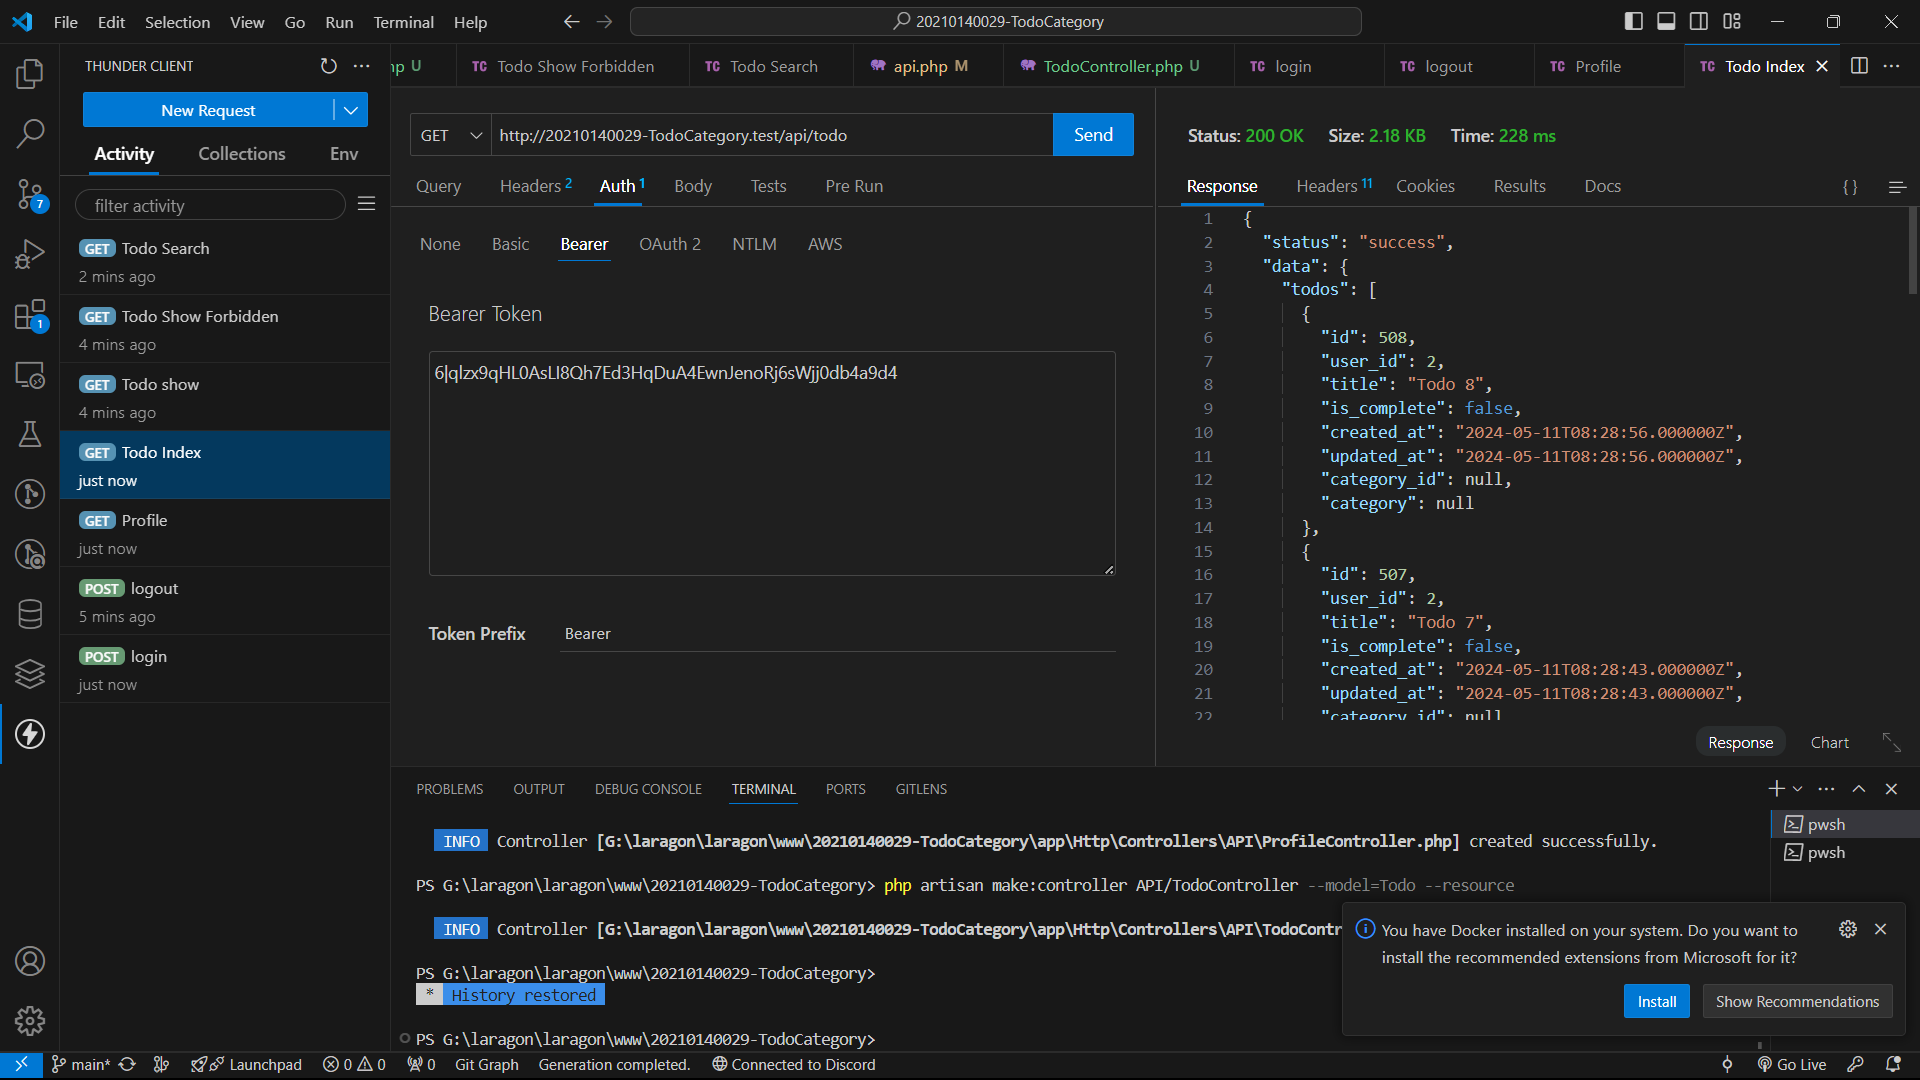 File Edit Selection View Go Run Terminal Help
20210140029-TodoCategory
THUNDER CLIENT
New Request
Activity Collections Env
filter activity
GET Todo Search
2 mins ago
GET Todo Show Forbidden
4 mins ago
GET Todo show
4 mins ago
GET Todo Index
just now
GET Profile
just now
POST logout
5 mins ago
POST login
just now
7
1
np U
TC Todo Show Forbidden
TC Todo Search
api.php M
TodoController.php U
TC login
TC logout
TC Profile
TC Todo Index
GET http://20210140029-TodoCategory.test/api/todo Send
Query Headers 2 Auth 1 Body Tests Pre Run
None Basic Bearer OAuth 2 NTLM AWS
Bearer Token
6|qlzx9qHL0AsLI8Qh7Ed3HqDuA4EwnJenoRj6sWjj0db4a9d4
Token Prefix Bearer
Status: 200 OK Size: 2.18 KB Time: 228 ms
Response Headers 11 Cookies Results Docs {}
1 {
2 "status": "success",
3 "data": {
4 "todos": [
5 {
6 "id": 508,
7 "user_id": 2,
8 "title": "Todo 8",
9 "is_complete": false,
10 "created_at": "2024-05-11T08:28:56.000000Z",
11 "updated_at": "2024-05-11T08:28:56.000000Z",
12 "category_id": null,
13 "category": null
14 },
15 {
16 "id": 507,
17 "user_id": 2,
18 "title": "Todo 7",
19 "is_complete": false,
20 "created_at": "2024-05-11T08:28:43.000000Z",
21 "updated_at": "2024-05-11T08:28:43.000000Z",
22 "category_id": null
Response Chart
PROBLEMS OUTPUT DEBUG CONSOLE TERMINAL PORTS GITLENS
INFO Controller [G:\laragon\laragon\www\20210140029-TodoCategory\app\Http\Controllers\API\ProfileController.php] created successfully.
PS G:\laragon\laragon\www\20210140029-TodoCategory> php artisan make:controller API/TodoController --model=Todo --resource
INFO Controller [G:\laragon\laragon\www\20210140029-TodoCategory\app\Http\Controllers\API\TodoContr
PS G:\laragon\laragon\www\20210140029-TodoCategory>
* History restored
PS G:\laragon\laragon\www\20210140029-TodoCategory>
pwsh
pwsh
You have Docker installed on your system. Do you want to
install the recommended extensions from Microsoft for it?
Install Show Recommendations
main* Launchpad 0 0 0 Git Graph Generation completed. Connected to Discord Go Live